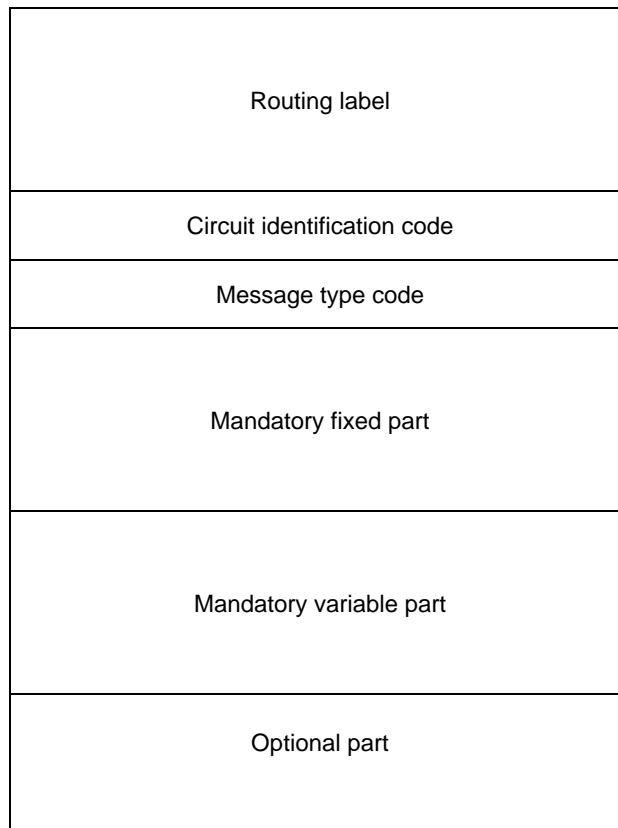 Routing label
Circuit identification code
Message type code
Mandatory fixed part
Mandatory variable part
Optional part